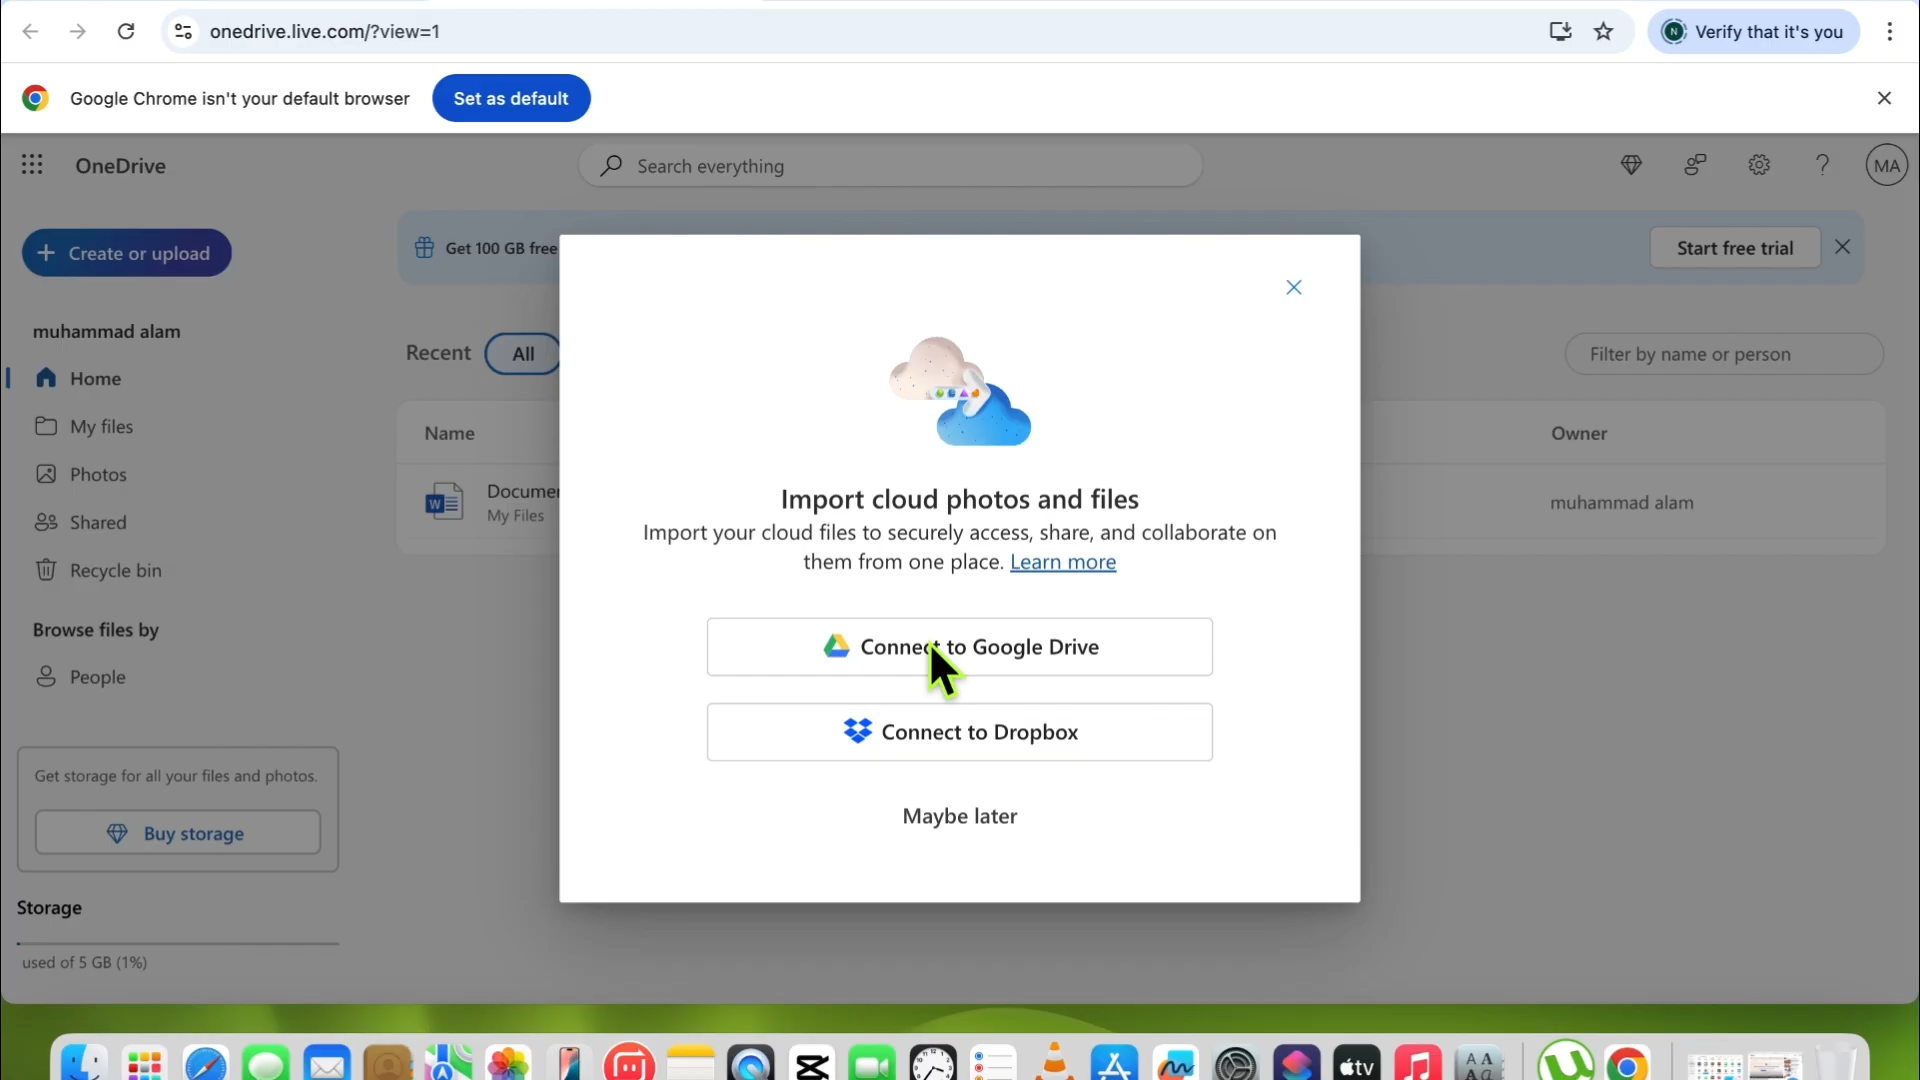 onedrive.live.com/?view=1
N
Verify that it's you
Google Chrome isn't your default browser
Set as default
OneDrive
Search everything
?
MA
+ Create or upload
Get 100 GB free
Start free trial
muhammad alam
Home
My files
Photos
Shared
Recycle bin
Browse files by
People
Get storage for all your files and photos.
Buy storage
Storage
used of 5 GB (1%)
Recent
All
Filter by name or person
Name
Owner
W
My Files
muhammad alam
Import cloud photos and files
Import your cloud files to securely access, share, and collaborate on
them from one place. Learn more
Connect to Google Drive
Connect to Dropbox
Maybe later
tv